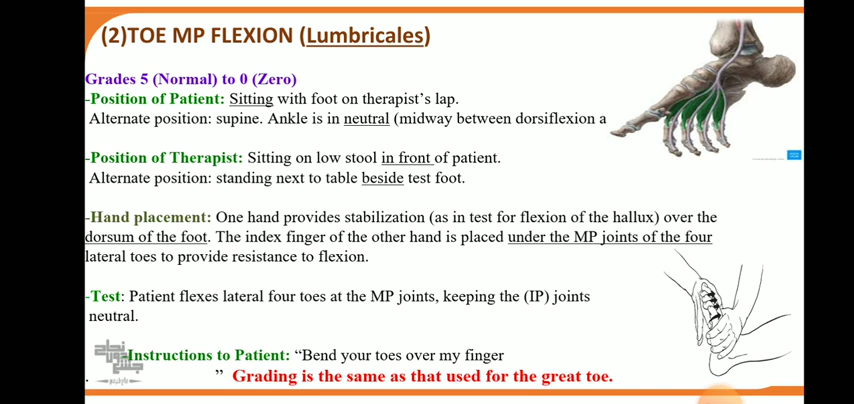 (2)TOE MP FLEXION (Lumbricales)
Grades 5 (Normal) to 0 (Zero)
-Position of Patient: Sitting with foot on therapist's lap.
Alternate position: supine. Ankle is in neutral (midway between dorsiflexion a
-Position of Therapist: Sitting on low stool in front of patient.
Alternate position: standing next to table beside test foot.
-Hand placement: One hand provides stabilization (as in test for flexion of the hallux) over the
dorsum of the foot. The index finger of the other hand is placed under the MP joints of the four
lateral toes to provide resistance to flexion.
-Test: Patient flexes lateral four toes at the MP joints, keeping the (IP) joints
neutral.
-Instructions to Patient: “Bend your toes over my finger
. ” Grading is the same as that used for the great toe.